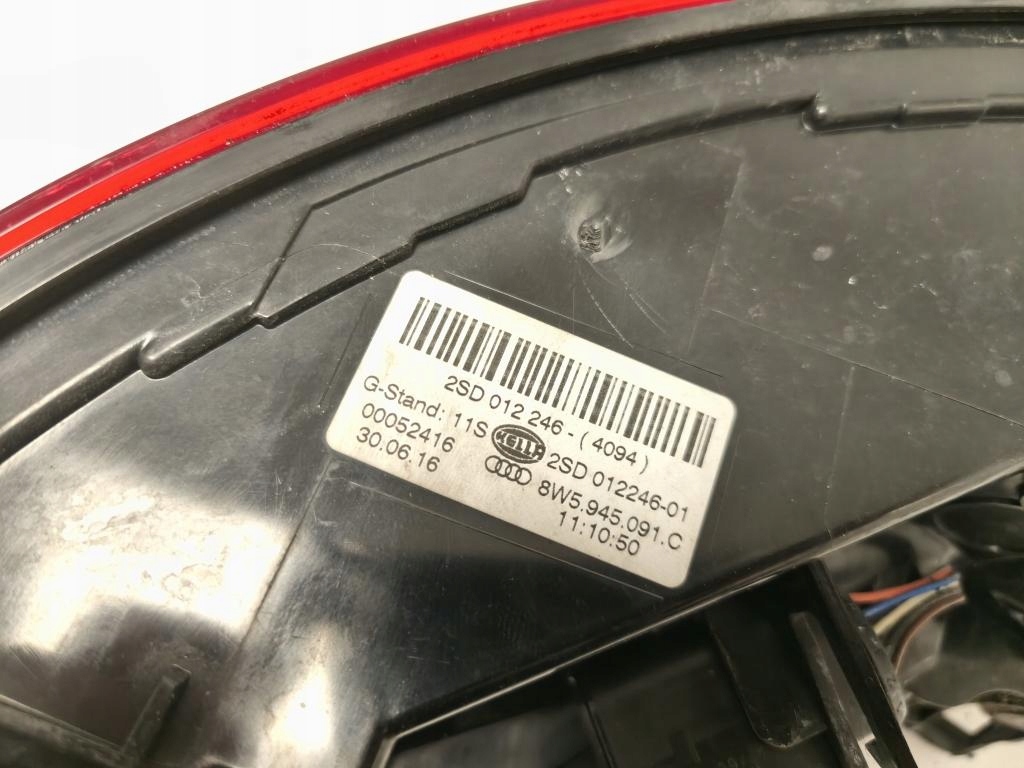 2SD 012 246 - ( 4094 )
G-Stand: 11S HELLA 2SD 012246-01
00052416 8W5.945.091.C
30.06.16 11:10:50